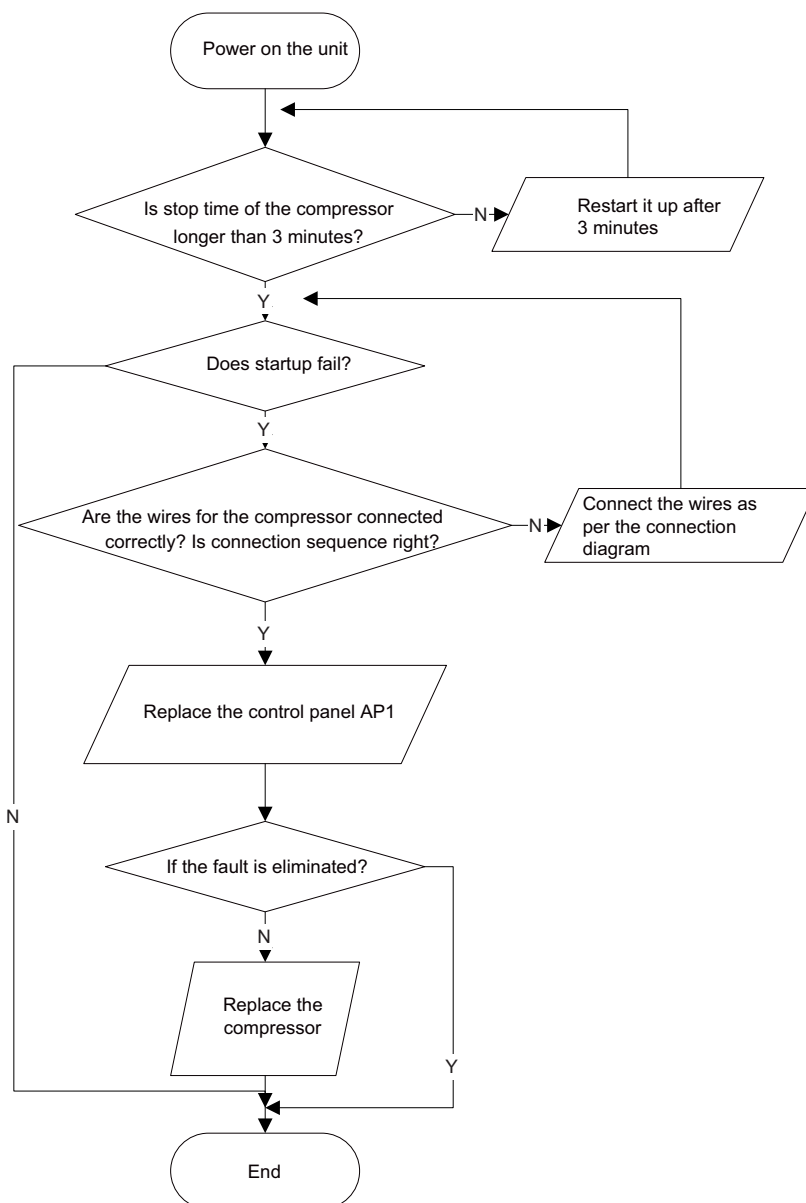 Power on the unit
Is stop time of the compressor
longer than 3 minutes?
N
Restart it up after
3 minutes
Y
Does startup fail?
Y
Are the wires for the compressor connected
correctly? Is connection sequence right?
N
Connect the wires as
per the connection
diagram
Y
Replace the control panel AP1
N
If the fault is eliminated?
N
Replace the
compressor
Y
End